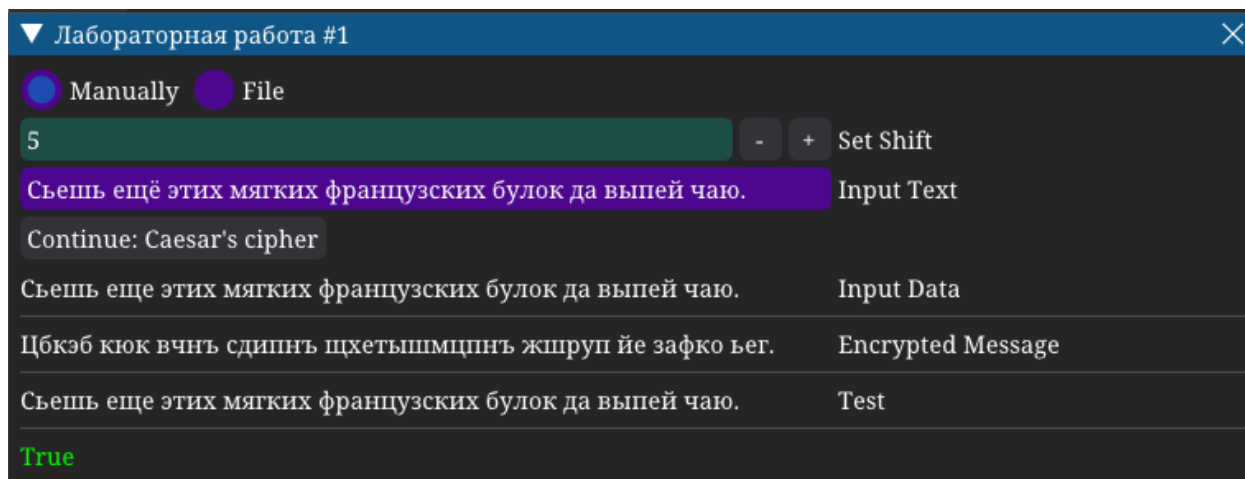 Лабораторная работа #1
Manually File
5 - + Set Shift
Сьешь ещё этих мягких французских булок да выпей чаю. Input Text
Continue: Caesar's cipher
Сьешь еще этих мягких французских булок да выпей чаю. Input Data
Цбкэб кюк вчнъ сдипнъ щхетышмцпнъ жшруп йе зафко ьег. Encrypted Message
Сьешь еще этих мягких французских булок да выпей чаю. Test
True